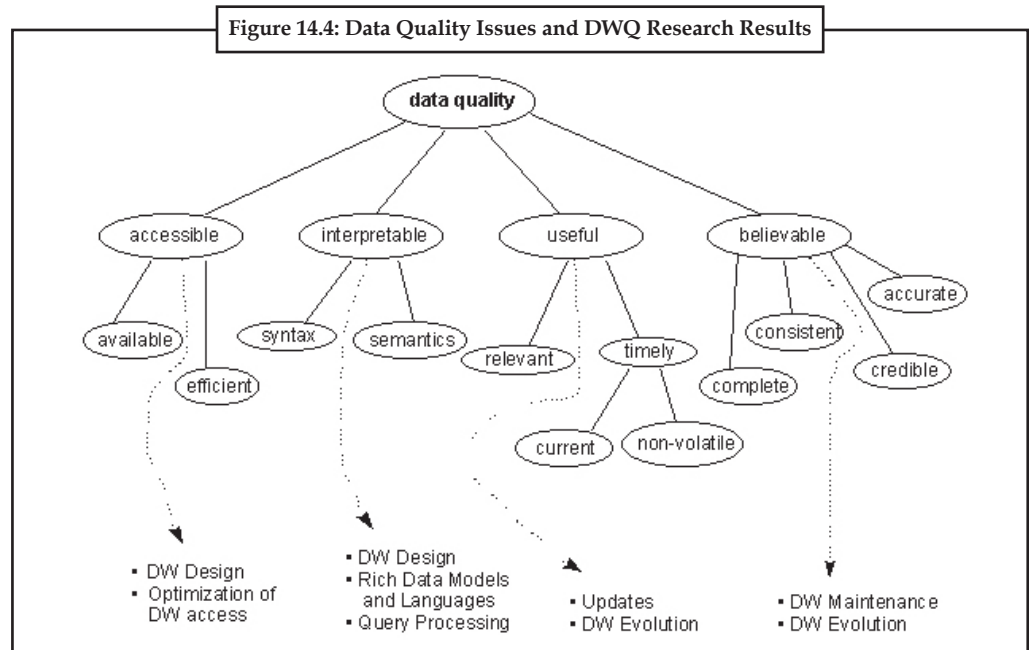 Figure 14.4: Data Quality Issues and DWQ Research Results
data quality
accessible
interpretable
useful
believable
available
efficient
syntax
semantics
relevant
timely
current
non-volatile
complete
consistent
credible
accurate
▪ DW Design
▪ Optimization of
DW access
▪ DW Design
▪ Rich Data Models
and Languages
▪ Query Processing
▪ Updates
▪ DW Evolution
▪ DW Maintenance
▪ DW Evolution